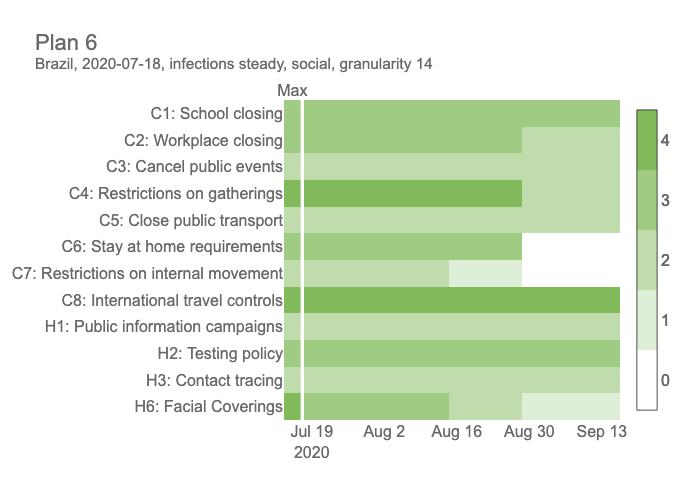 Plan 6
Brazil, 2020-07-18, infections steady, social, granularity 14
Max
C1: School closing
C2: Workplace closing
C3: Cancel public events
C4: Restrictions on gatherings
C5: Close public transport
C6: Stay at home requirements
C7: Restrictions on internal movement
C8: International travel controls
H1: Public information campaigns
H2: Testing policy
H3: Contact tracing
H6: Facial Coverings
4
3
2
1
0
Jul 19 Aug 2 Aug 16 Aug 30 Sep 13
2020